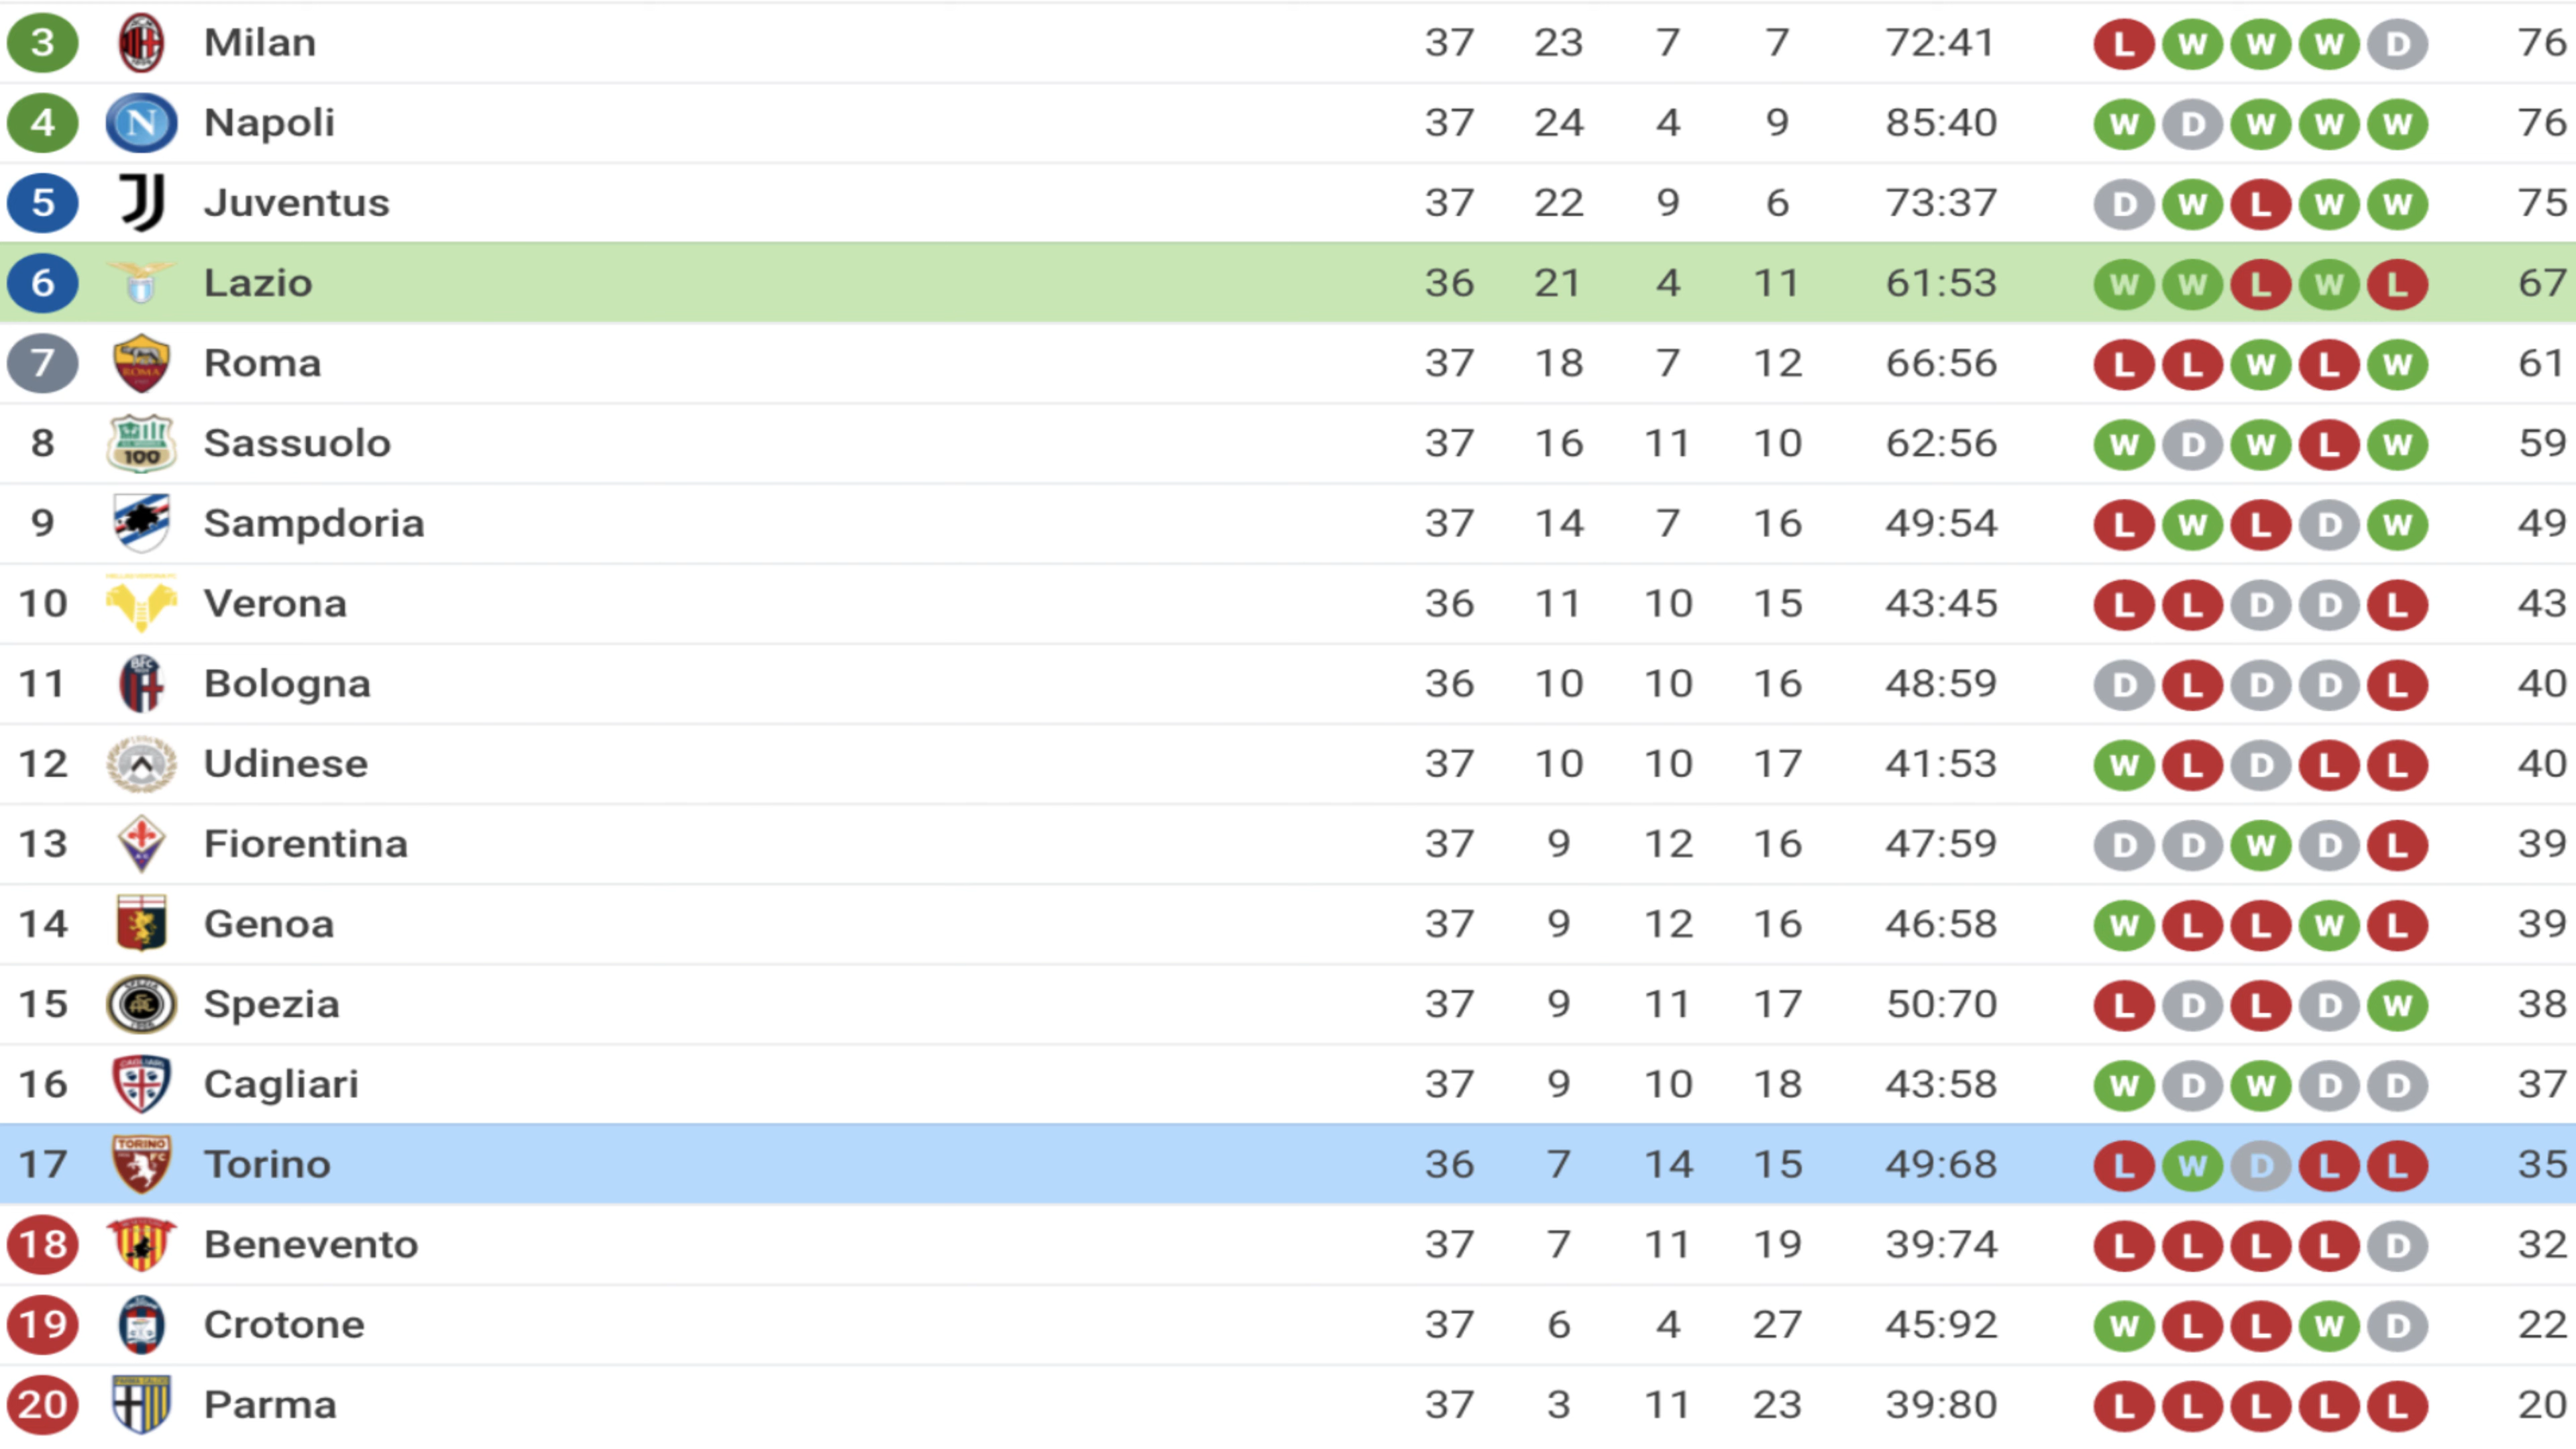 3 Milan 37 23 7 7 72:41 L W W W D 76
4 N Napoli 37 24 4 9 85:40 W D W W W 76
5 Juventus 37 22 9 6 73:37 D W L W W 75
6 Lazio 36 21 4 11 61:53 W W L W L 67
7 ROMA Roma 37 18 7 12 66:56 L L W L W 61
8 100 Sassuolo 37 16 11 10 62:56 W D W L W 59
9 Sampdoria 37 14 7 16 49:54 L W L D W 49
10 Verona 36 11 10 15 43:45 L L D D L 43
11 BFC Bologna 36 10 10 16 48:59 D L D D L 40
12 Udinese 37 10 10 17 41:53 W L D L L 40
13 Fiorentina 37 9 12 16 47:59 D D W D L 39
14 Genoa 37 9 12 16 46:58 W L L W L 39
15 SPEZIA Spezia 37 9 11 17 50:70 L D L D W 38
16 CAGLIARI Cagliari 37 9 10 18 43:58 W D W D D 37
17 TORINO FC Torino 36 7 14 15 49:68 L W D L L 35
18 Benevento 37 7 11 19 39:74 L L L L D 32
19 Crotone 37 6 4 27 45:92 W L L W D 22
20 Parma 37 3 11 23 39:80 L L L L L 20